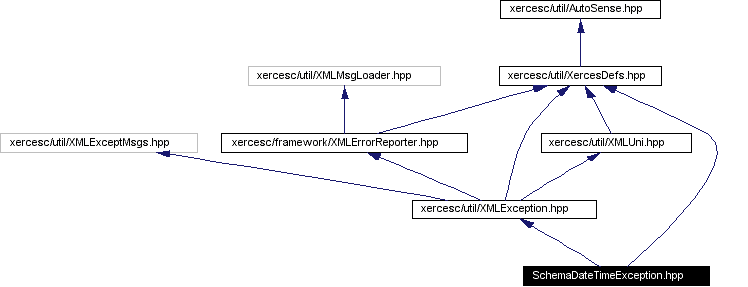 xercesc/util/AutoSense.hpp
xercesc/util/XMLMsgLoader.hpp
xercesc/util/XercesDefs.hpp
xercesc/util/XMLExceptMsgs.hpp
xercesc/framework/XMLErrorReporter.hpp
xercesc/util/XMLUni.hpp
xercesc/util/XMLException.hpp
SchemaDateTimeException.hpp